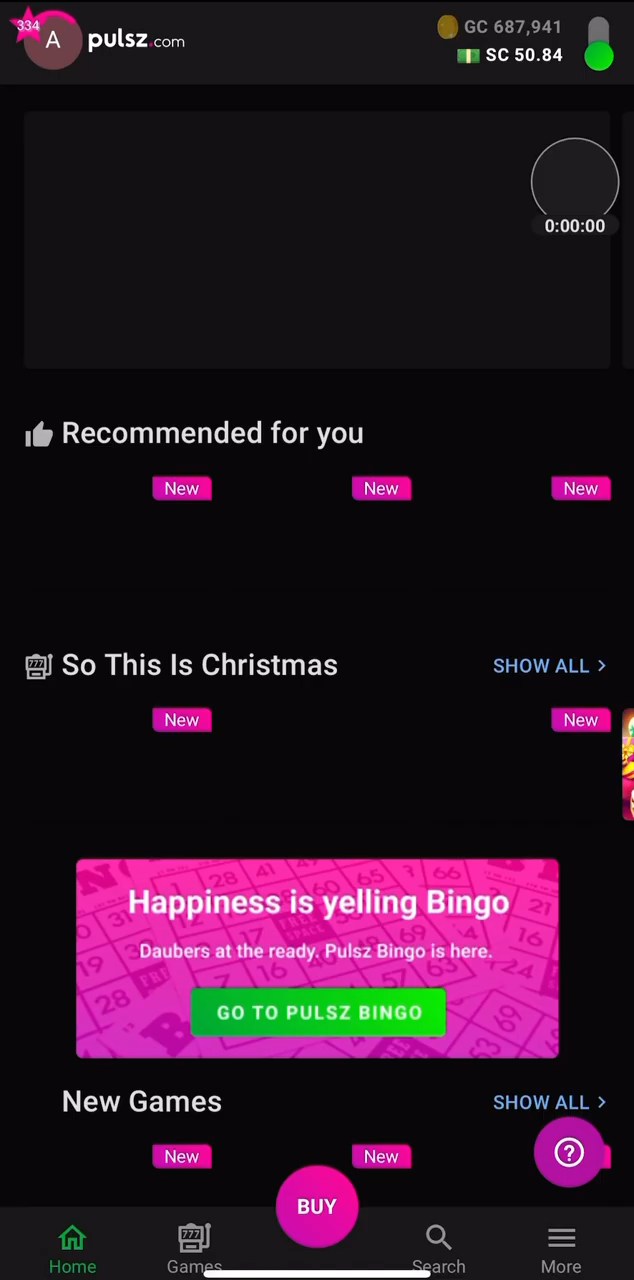 334
A
pulsz.com
GC 687,941
SC 50.84
0:00:00
Recommended for you
New
New
New
So This Is Christmas
SHOW ALL >
New
New
Happiness is yelling Bingo
Daubers at the ready. Pulsz Bingo is here.
GO TO PULSZ BINGO
New Games
SHOW ALL >
New
New
?
BUY
777
Home
Games
Search
More